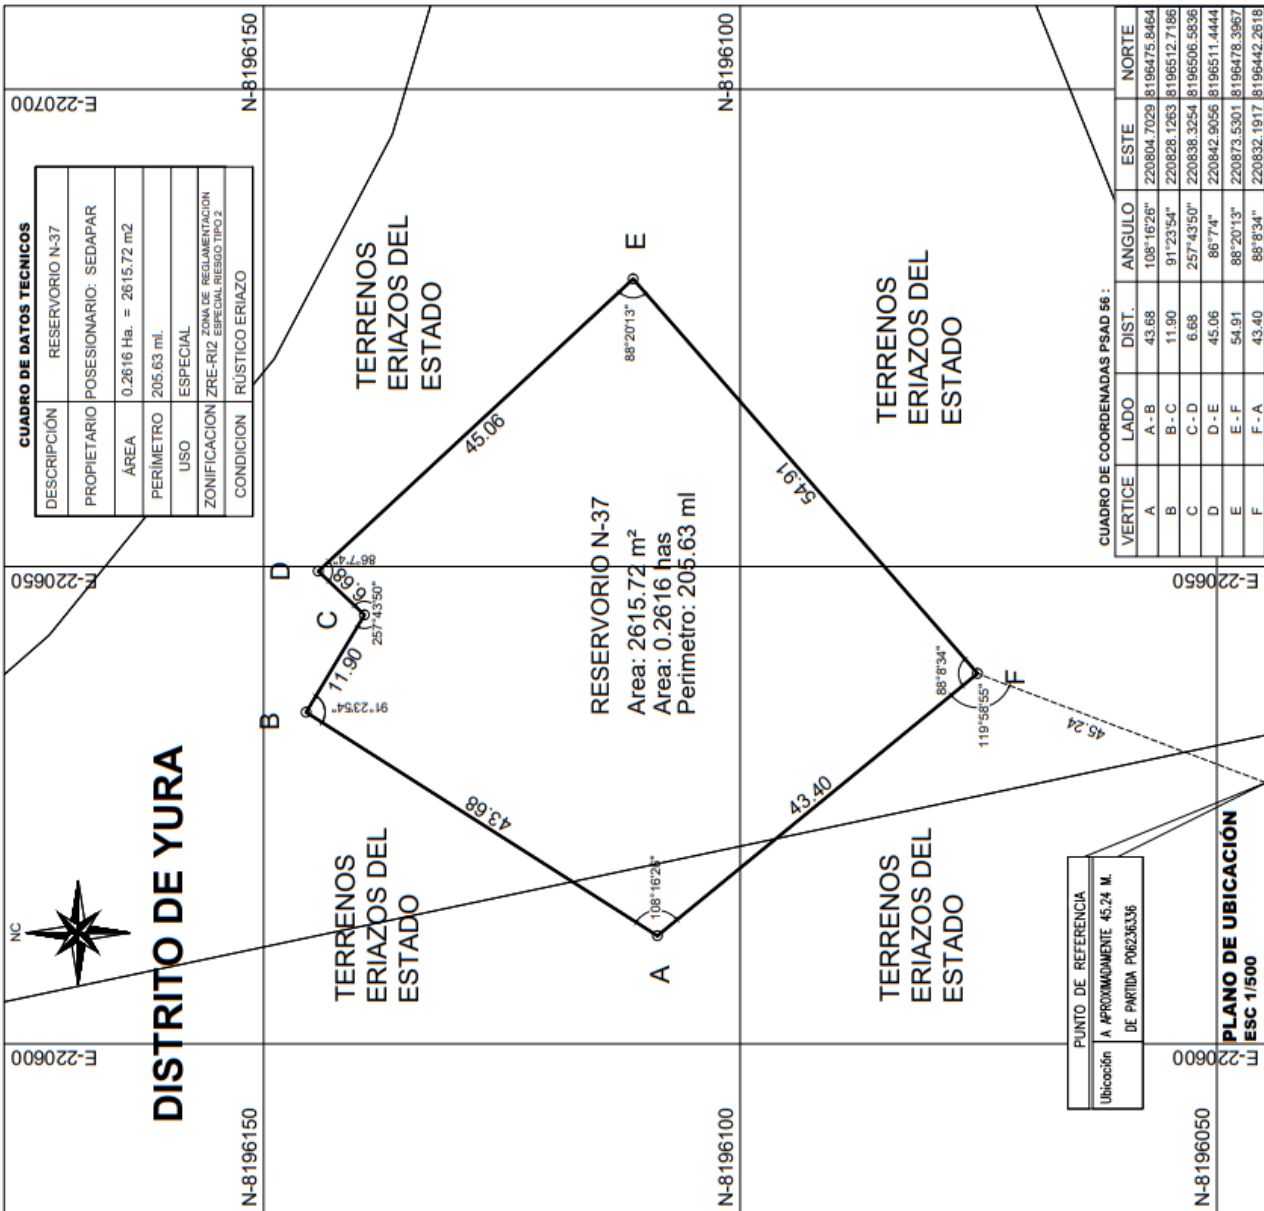 NC
DISTRITO DE YURA
CUADRO DE DATOS TECNICOS
DESCRIPCIÓN RESERVORIO N-37
PROPIETARIO POSESIONARIO: SEDAPAR
ÁREA 0.2616 Ha. = 2615.72 m2
PERÍMETRO 205.63 ml.
USO ESPECIAL
ZONIFICACION ZRE-RI2 ZONA DE REGLAMENTACION
ESPECIAL RIESGO TIPO 2
CONDICION RÚSTICO ERIAZO
E-220600
E-220650
E-220700
N-8196150
N-8196150
TERRENOS
ERIAZOS DEL
ESTADO
TERRENOS
ERIAZOS DEL
ESTADO
B
C
D
A
E
F
43.68
11.90
6.68
45.06
54.91
43.40
45.24
108°16'26"
91°23'54"
257°43'50"
86°7'4"
88°20'13"
88°8'34"
119°58'55"
RESERVORIO N-37
Area: 2615.72 m²
Area: 0.2616 has
Perimetro: 205.63 ml
N-8196100
N-8196100
TERRENOS
ERIAZOS DEL
ESTADO
TERRENOS
ERIAZOS DEL
ESTADO
PUNTO DE REFERENCIA
Ubicación A APROXIMADAMENTE 45.24 M.
DE PARTIDA P06236336
CUADRO DE COORDENADAS PSAD 56 :
VERTICE LADO DIST. ANGULO ESTE NORTE
A A - B 43.68 108°16'26" 220804.7029 8196475.8464
B B - C 11.90 91°23'54" 220828.1263 8196512.7186
C C - D 6.68 257°43'50" 220838.3254 8196506.5836
D D - E 45.06 86°7'4" 220842.9056 8196511.4444
E E - F 54.91 88°20'13" 220873.5301 8196478.3967
F F - A 43.40 88°8'34" 220832.1917 8196442.2618
N-8196050
E-220600
E-220650
PLANO DE UBICACIÓN
ESC 1/500